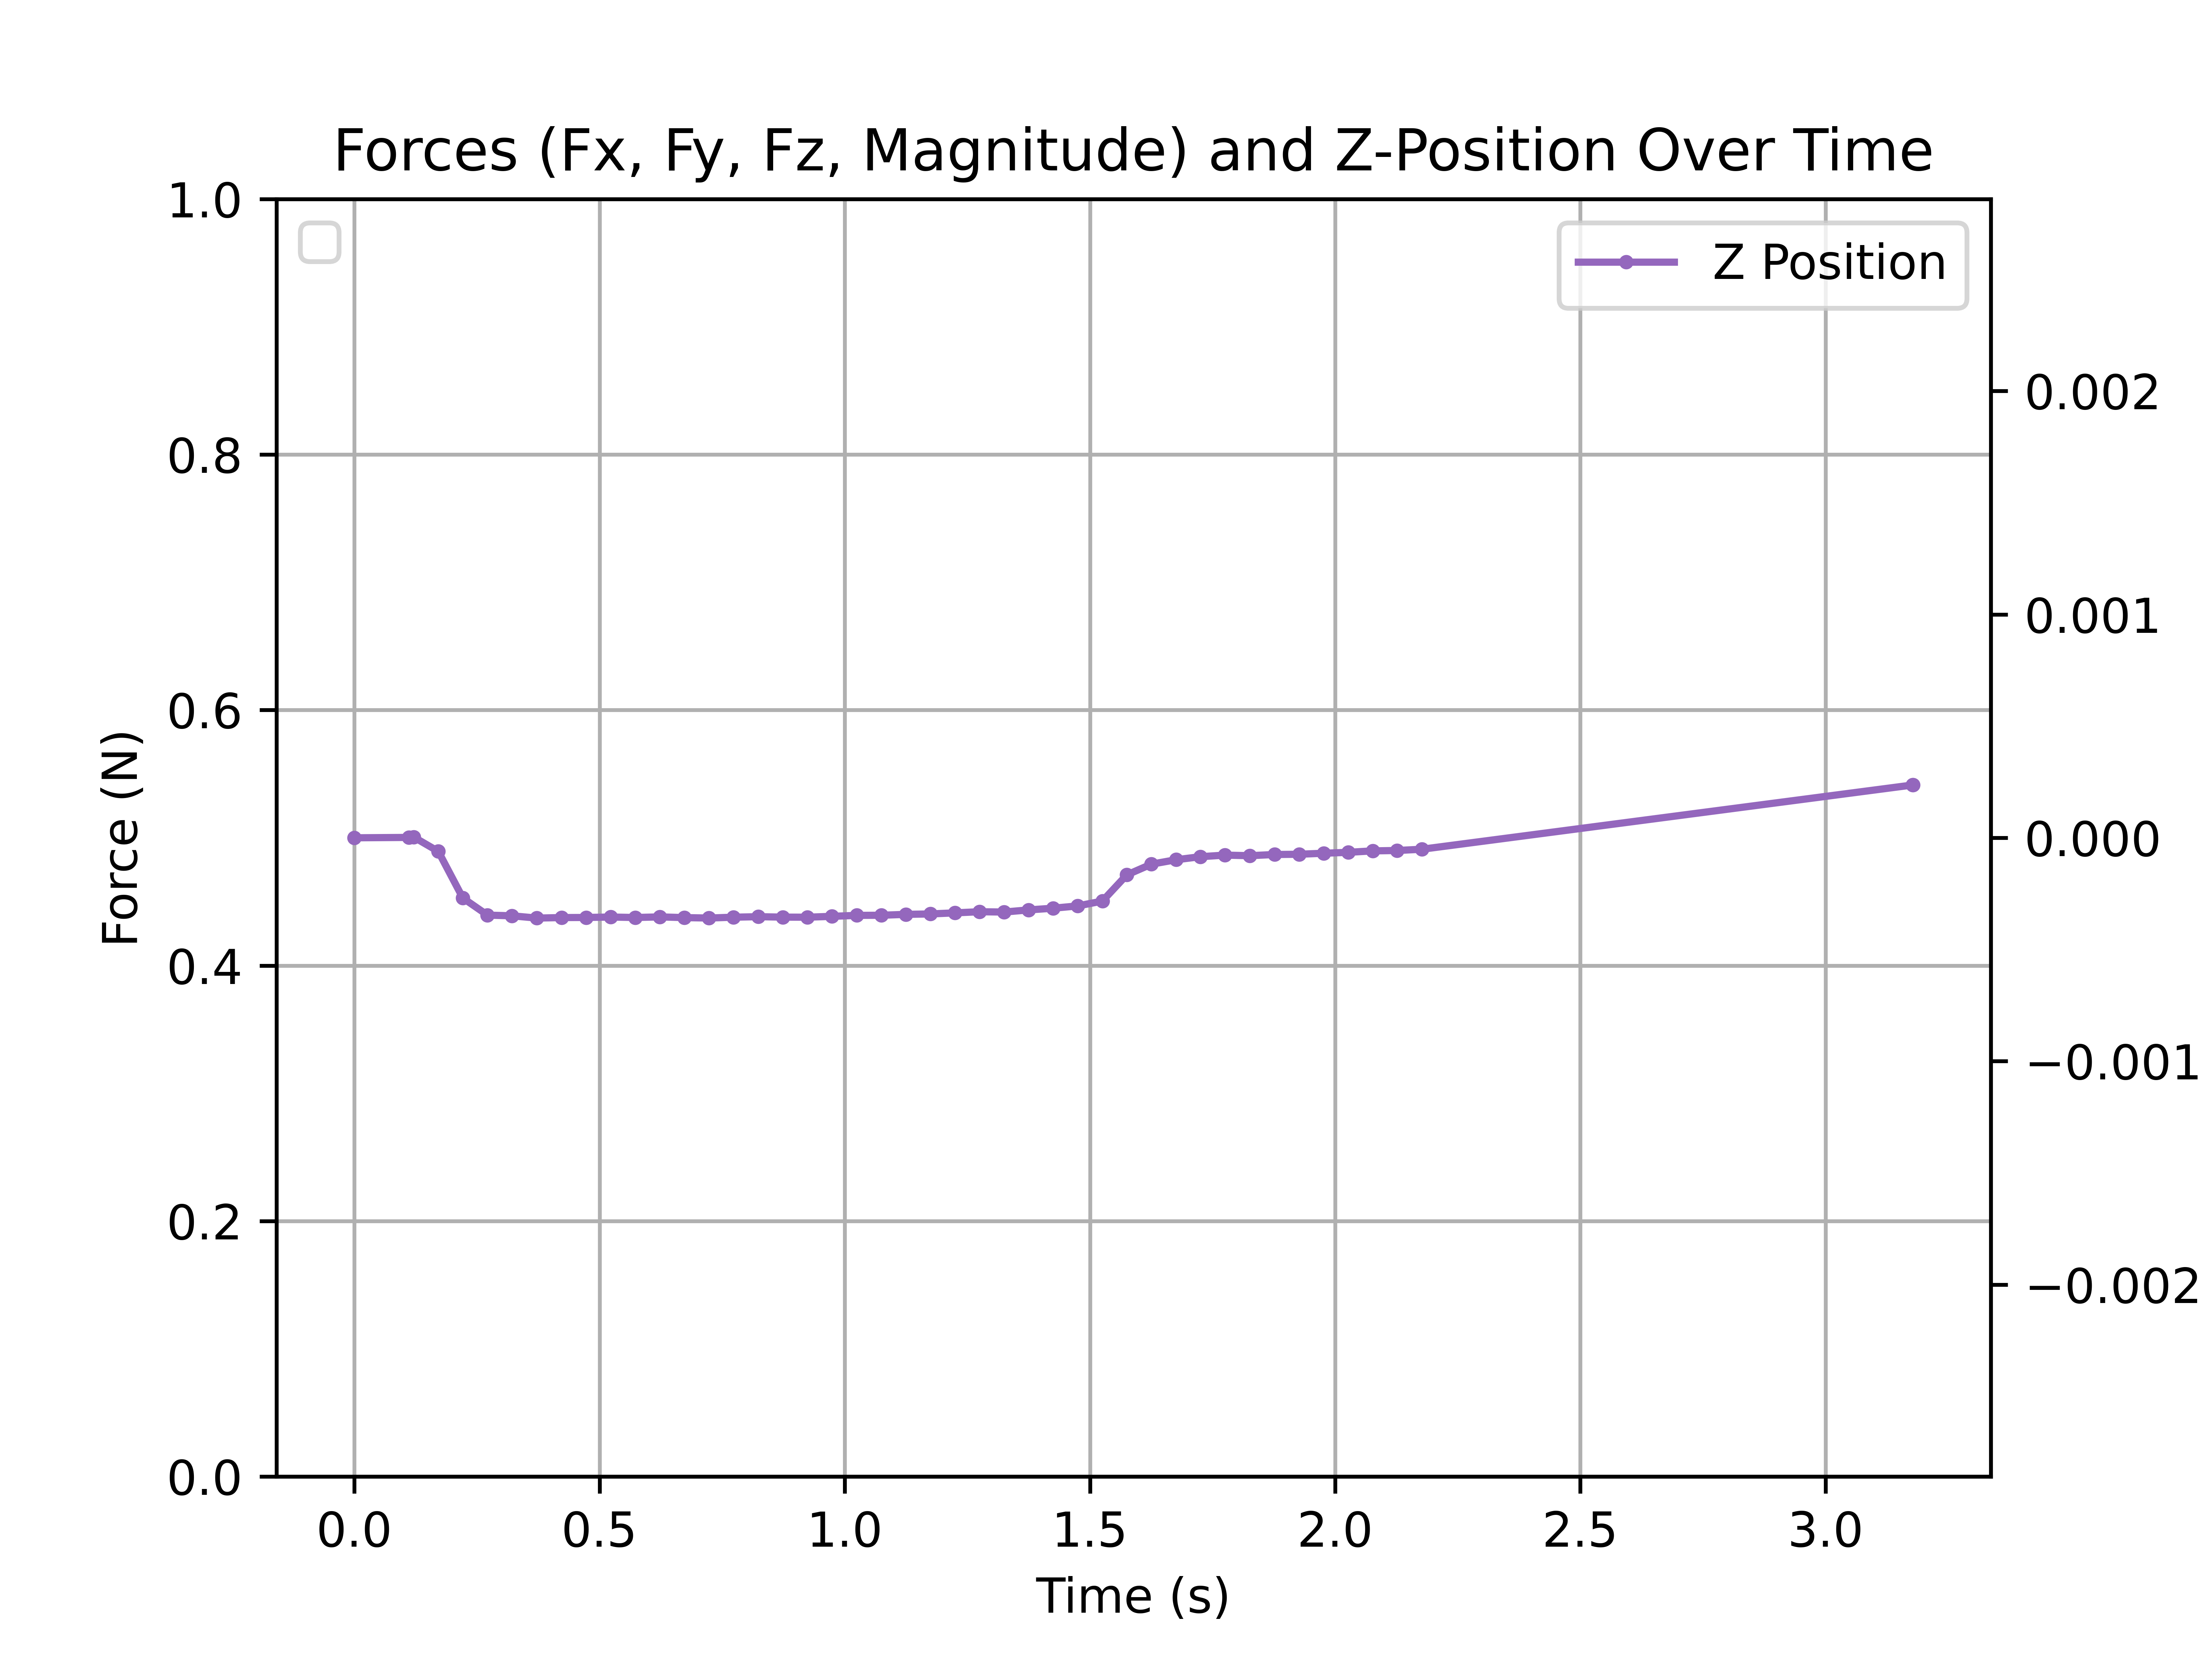 Forces (Fx, Fy, Fz, Magnitude) and Z-Position Over Time
Z Position
1.0
0.8
0.6
0.4
0.2
0.0
Force (N)
0.002
0.001
0.000
−0.001
−0.002
0.0 0.5 1.0 1.5 2.0 2.5 3.0
Time (s)